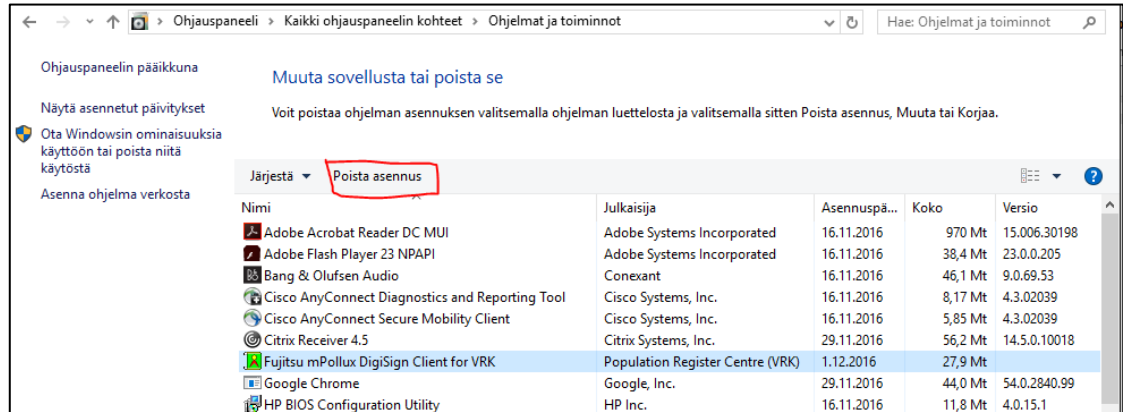 Ohjauspaneeli > Kaikki ohjauspaneelin kohteet > Ohjelmat ja toiminnot
Hae: Ohjelmat ja toiminnot
Ohjauspaneelin pääikkuna
Näytä asennetut päivitykset
Ota Windowsin ominaisuuksia
käyttöön tai poista niitä
käytöstä
Asenna ohjelma verkosta
Muuta sovellusta tai poista se
Voit poistaa ohjelman asennuksen valitsemalla ohjelman luettelosta ja valitsemalla sitten Poista asennus, Muuta tai Korjaa.
Järjestä Poista asennus
Nimi Julkaisija Asennuspä... Koko Versio
Adobe Acrobat Reader DC MUI Adobe Systems Incorporated 16.11.2016 970 Mt 15.006.30198
Adobe Flash Player 23 NPAPI Adobe Systems Incorporated 16.11.2016 38,4 Mt 23.0.0.205
Bang & Olufsen Audio Conexant 16.11.2016 46,1 Mt 9.0.69.53
Cisco AnyConnect Diagnostics and Reporting Tool Cisco Systems, Inc. 16.11.2016 8,17 Mt 4.3.02039
Cisco AnyConnect Secure Mobility Client Cisco Systems, Inc. 16.11.2016 5,85 Mt 4.3.02039
Citrix Receiver 4.5 Citrix Systems, Inc. 29.11.2016 56,2 Mt 14.5.0.10018
Fujitsu mPollux DigiSign Client for VRK Population Register Centre (VRK) 1.12.2016 27,9 Mt
Google Chrome Google, Inc. 29.11.2016 44,0 Mt 54.0.2840.99
HP BIOS Configuration Utility HP Inc. 16.11.2016 11,8 Mt 4.0.15.1